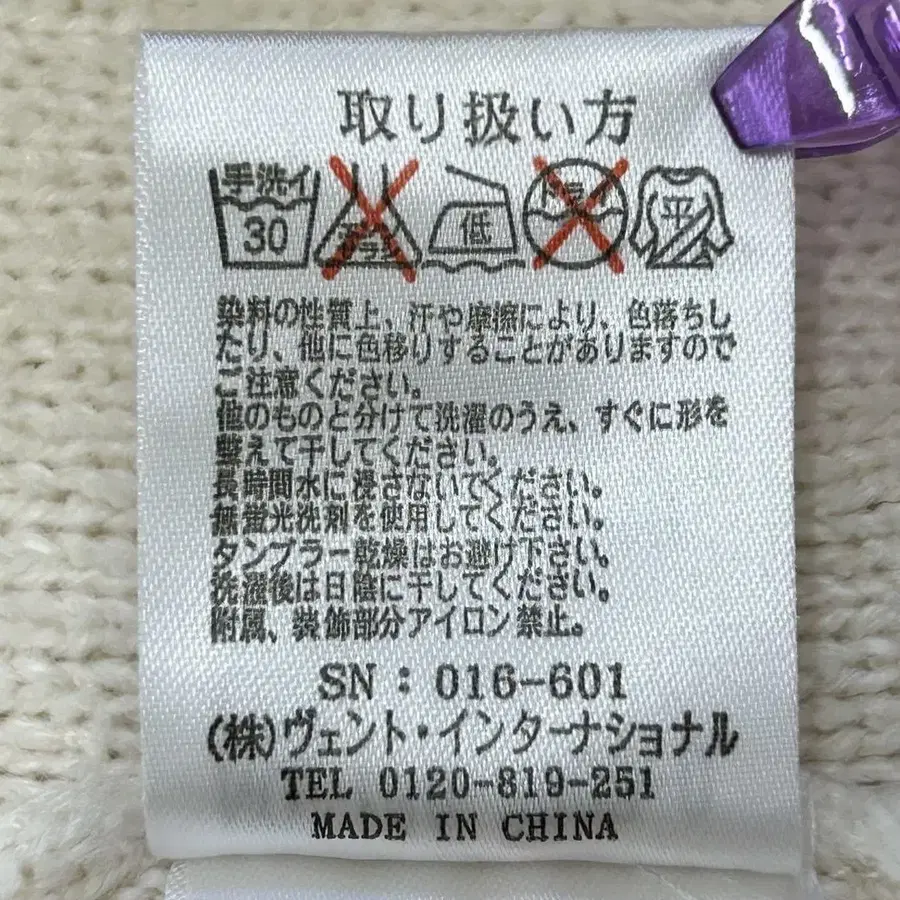 取り扱い方
手洗イ 30 低 平
染料の性質上、汗や摩擦により、色落ちし
たり、他に色移りすることがありますので
ご注意ください。
他のものと分けて洗濯のうえ、すぐに形を
整えて干してください。
長時間水に浸さないでください。
無蛍光洗剤を使用してください。
タンブラー乾燥はお避け下さい。
洗濯後は日陰に干してください。
附属、装飾部分アイロン禁止。
SN：016-601
(株)ヴェント・インターナショナル
TEL 0120-819-251
MADE IN CHINA